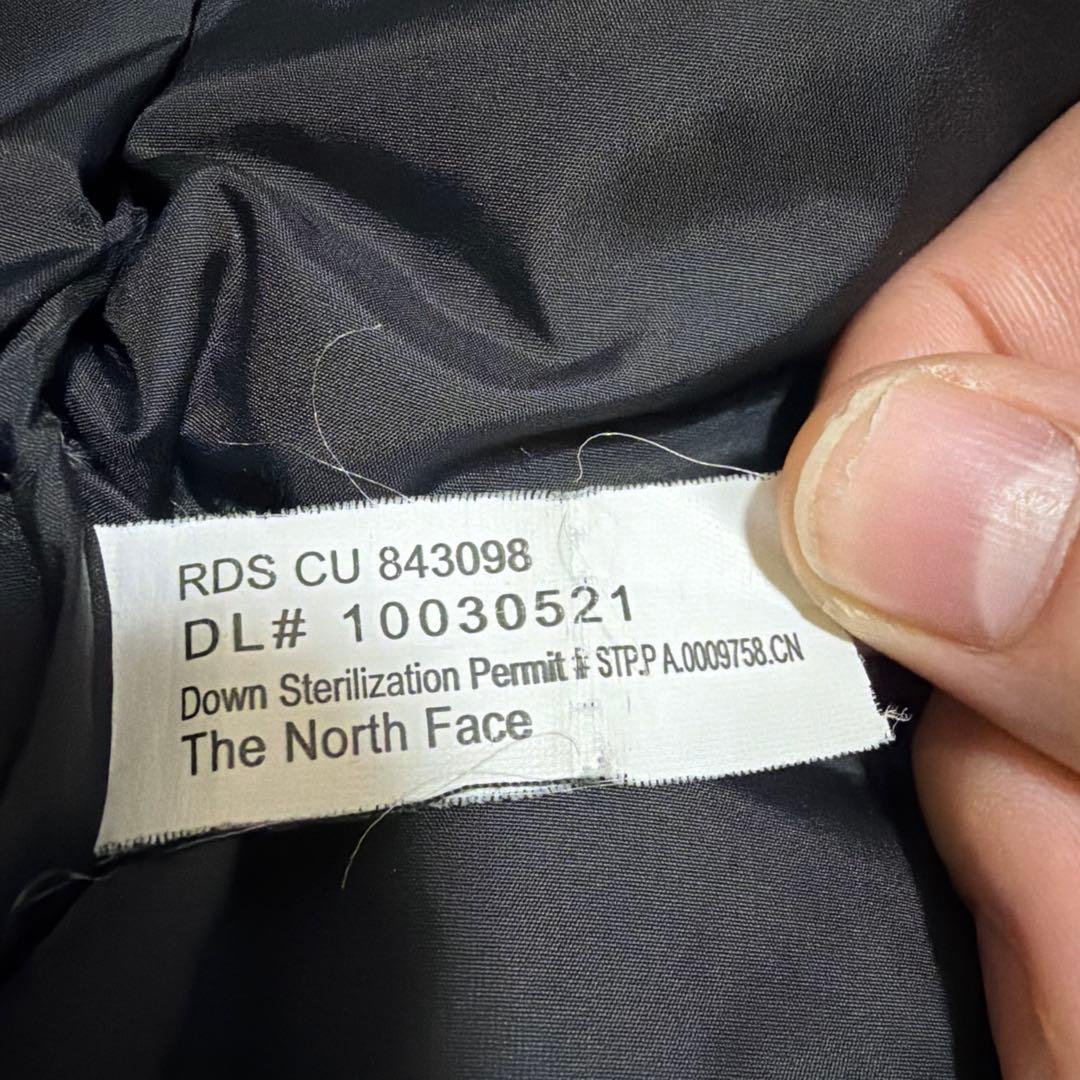 RDS CU 843098
DL# 10030521
Down Sterilization Permit # STP.P A.0009758.CN
The North Face